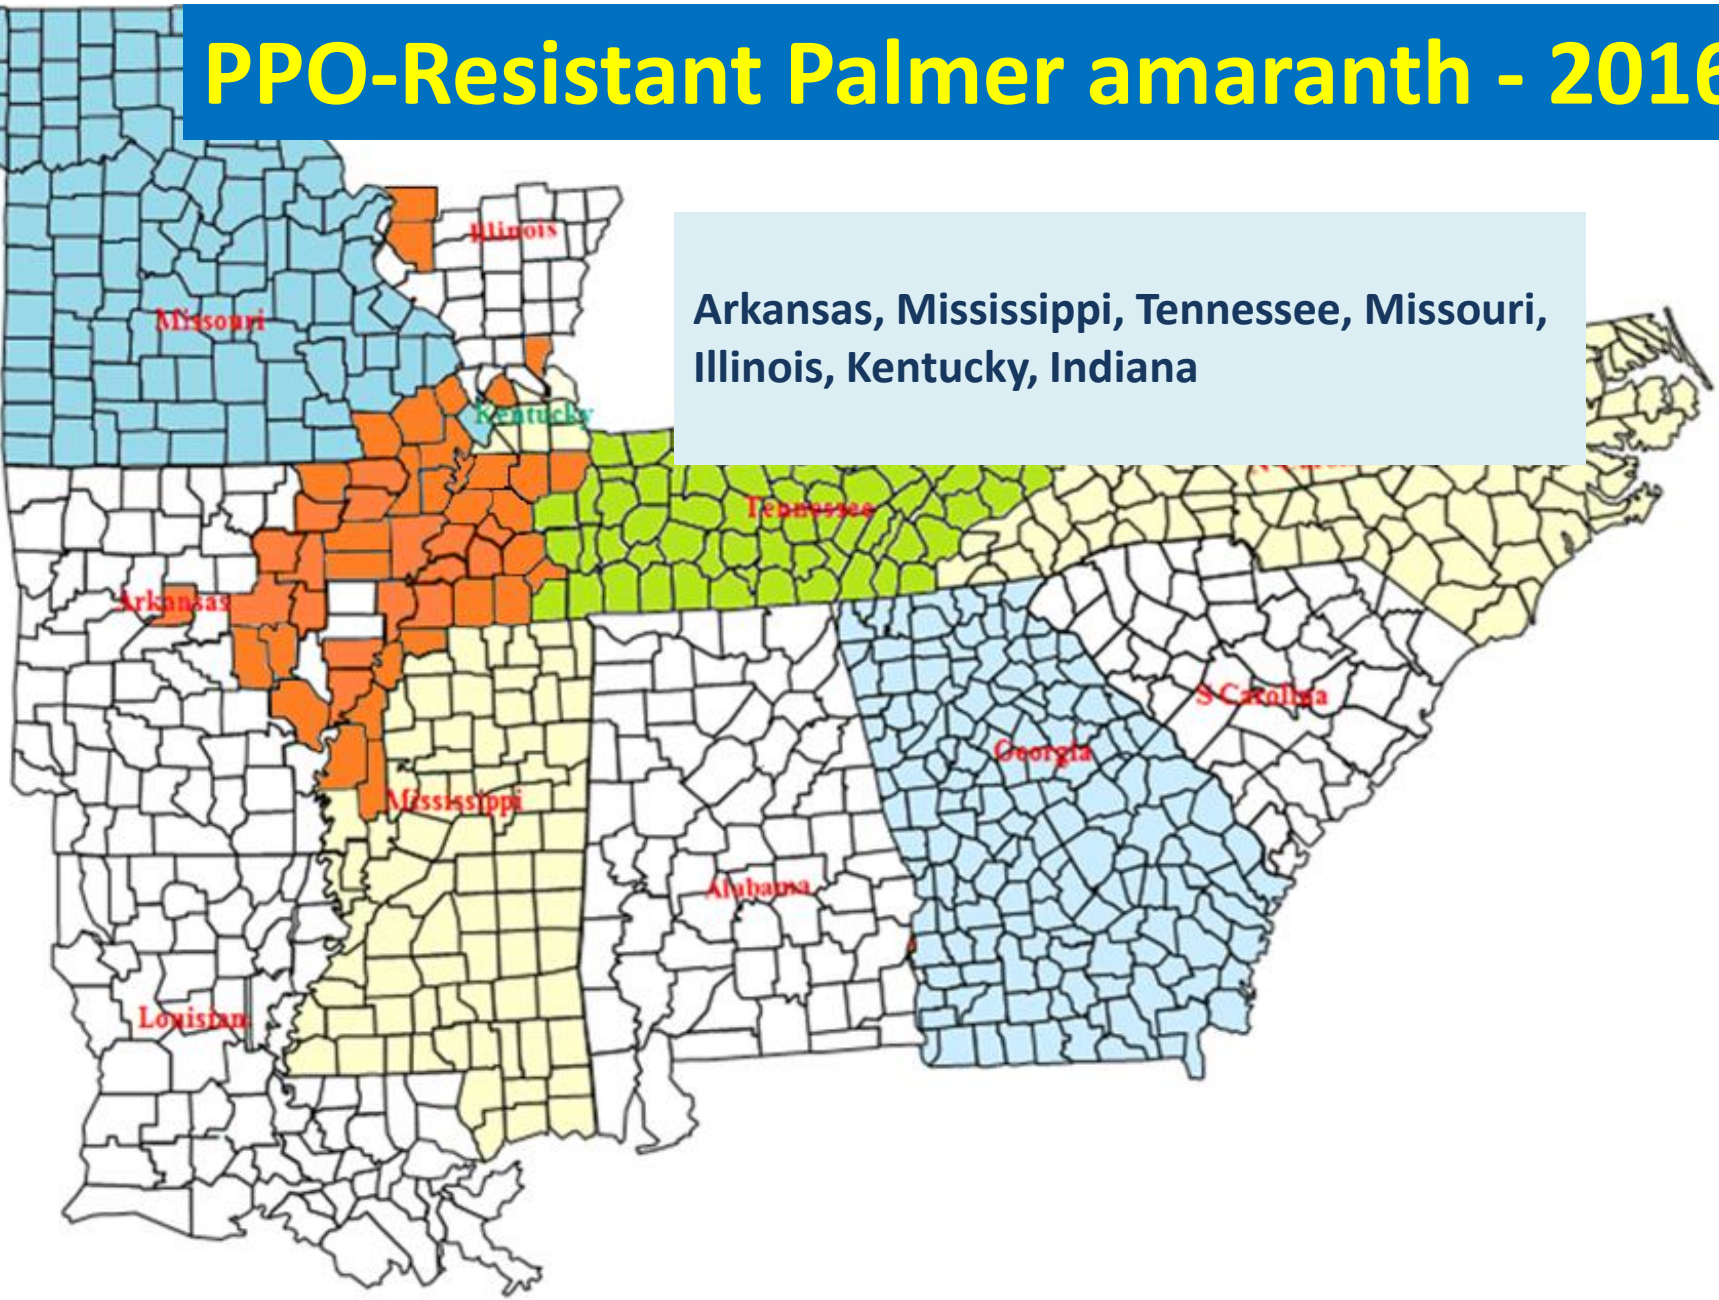 PPO-Resistant Palmer amaranth - 2016
Illinois
Arkansas, Mississippi, Tennessee, Missouri,
Illinois, Kentucky, Indiana
Missouri
Kentucky
Tennessee
Arkansas
S Carolina
Georgia
Mississippi
Alabama
Louisian